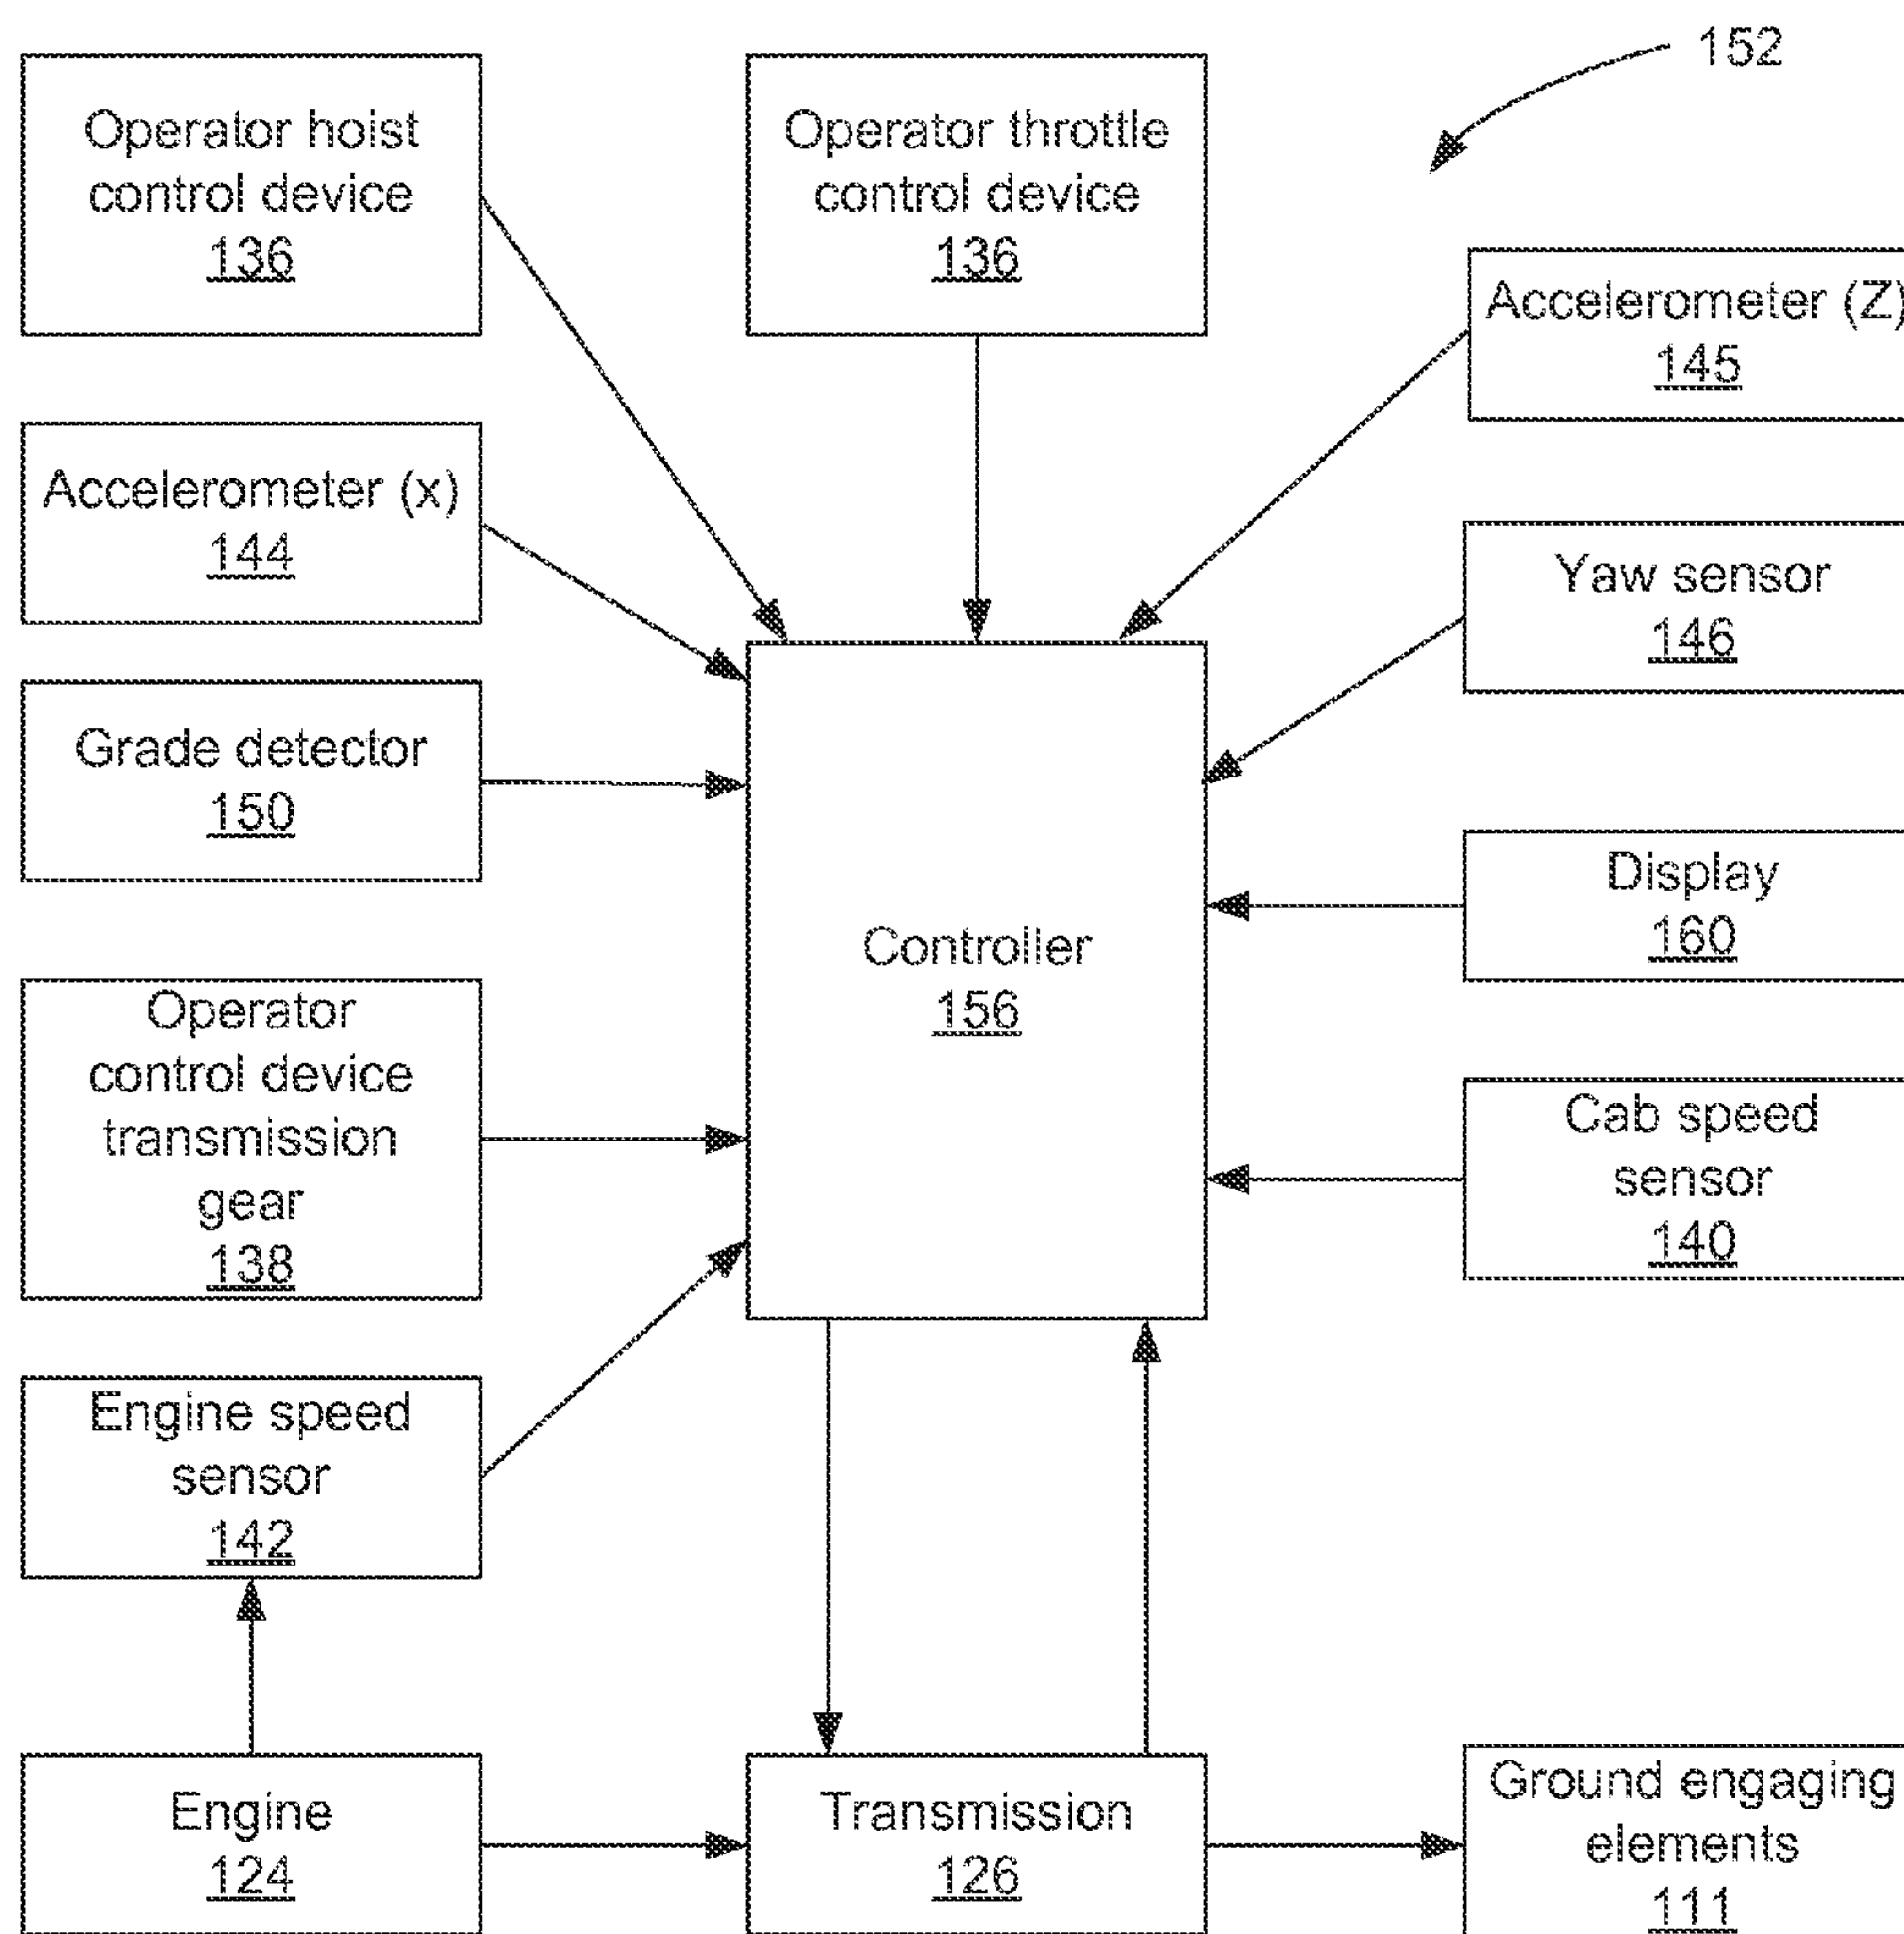 152
Operator hoist
control device
136
Operator throttle
control device
136
Accelerometer (Z)
145
Accelerometer (x)
144
Yaw sensor
146
Grade detector
150
Controller
156
Display
160
Operator
control device
transmission
gear
138
Cab speed
sensor
140
Engine speed
sensor
142
Engine
124
Transmission
126
Ground engaging
elements
111